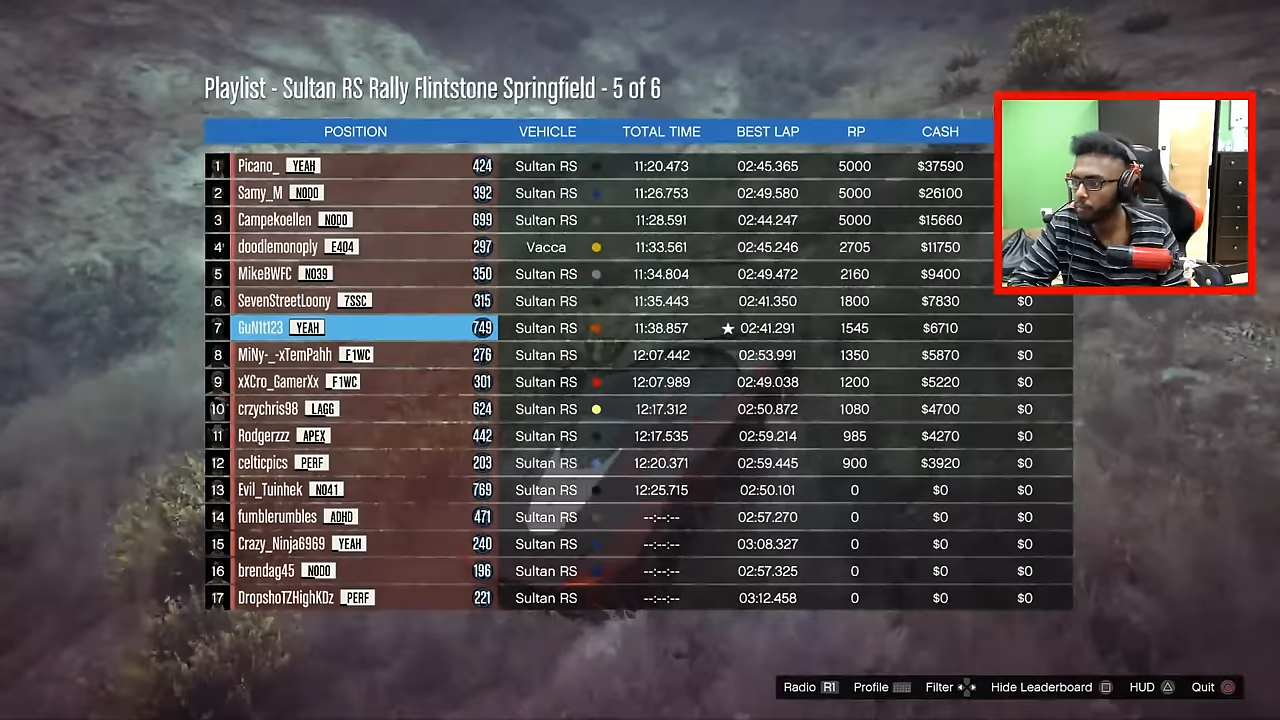 Playlist - Sultan RS Rally Flintstone Springfield - 5 of 6
POSITION VEHICLE TOTAL TIME BEST LAP RP CASH
1 Picano_ YEAH 424 Sultan RS 11:20.473 02:45.365 5000 $37590
2 Samy_M NODO 392 Sultan RS 11:26.753 02:49.580 5000 $26100
3 Campekoellen NODO 699 Sultan RS 11:28.591 02:44.247 5000 $15660
4 doodlemonoply E404 297 Vacca 11:33.561 02:45.246 2705 $11750
5 MikeBWFC NO39 350 Sultan RS 11:34.804 02:49.472 2160 $9400
6 SevenStreetLoony 7SSC 315 Sultan RS 11:35.443 02:41.350 1800 $7830 $0
7 GuN1t123 YEAH 749 Sultan RS 11:38.857 ★ 02:41.291 1545 $6710 $0
8 MiNy-_-xTemPahh F1WC 276 Sultan RS 12:07.442 02:53.991 1350 $5870 $0
9 xXCro_GamerXx F1WC 301 Sultan RS 12:07.989 02:49.038 1200 $5220 $0
10 crzychris98 LAGG 624 Sultan RS 12:17.312 02:50.872 1080 $4700 $0
11 Rodgerzzz APEX 442 Sultan RS 12:17.535 02:59.214 985 $4270 $0
12 celticpics PERF 203 Sultan RS 12:20.371 02:59.445 900 $3920 $0
13 Evil_Tuinhek NO41 769 Sultan RS 12:25.715 02:50.101 0 $0 $0
14 fumblerumbles ADHD 471 Sultan RS --:--:-- 02:57.270 0 $0 $0
15 Crazy_Ninja6969 YEAH 240 Sultan RS --:--:-- 03:08.327 0 $0 $0
16 brendag45 NODO 196 Sultan RS --:--:-- 02:57.325 0 $0 $0
17 DropshoTZHighKDz PERF 221 Sultan RS --:--:-- 03:12.458 0 $0 $0
Radio R1 Profile Filter Hide Leaderboard HUD Quit